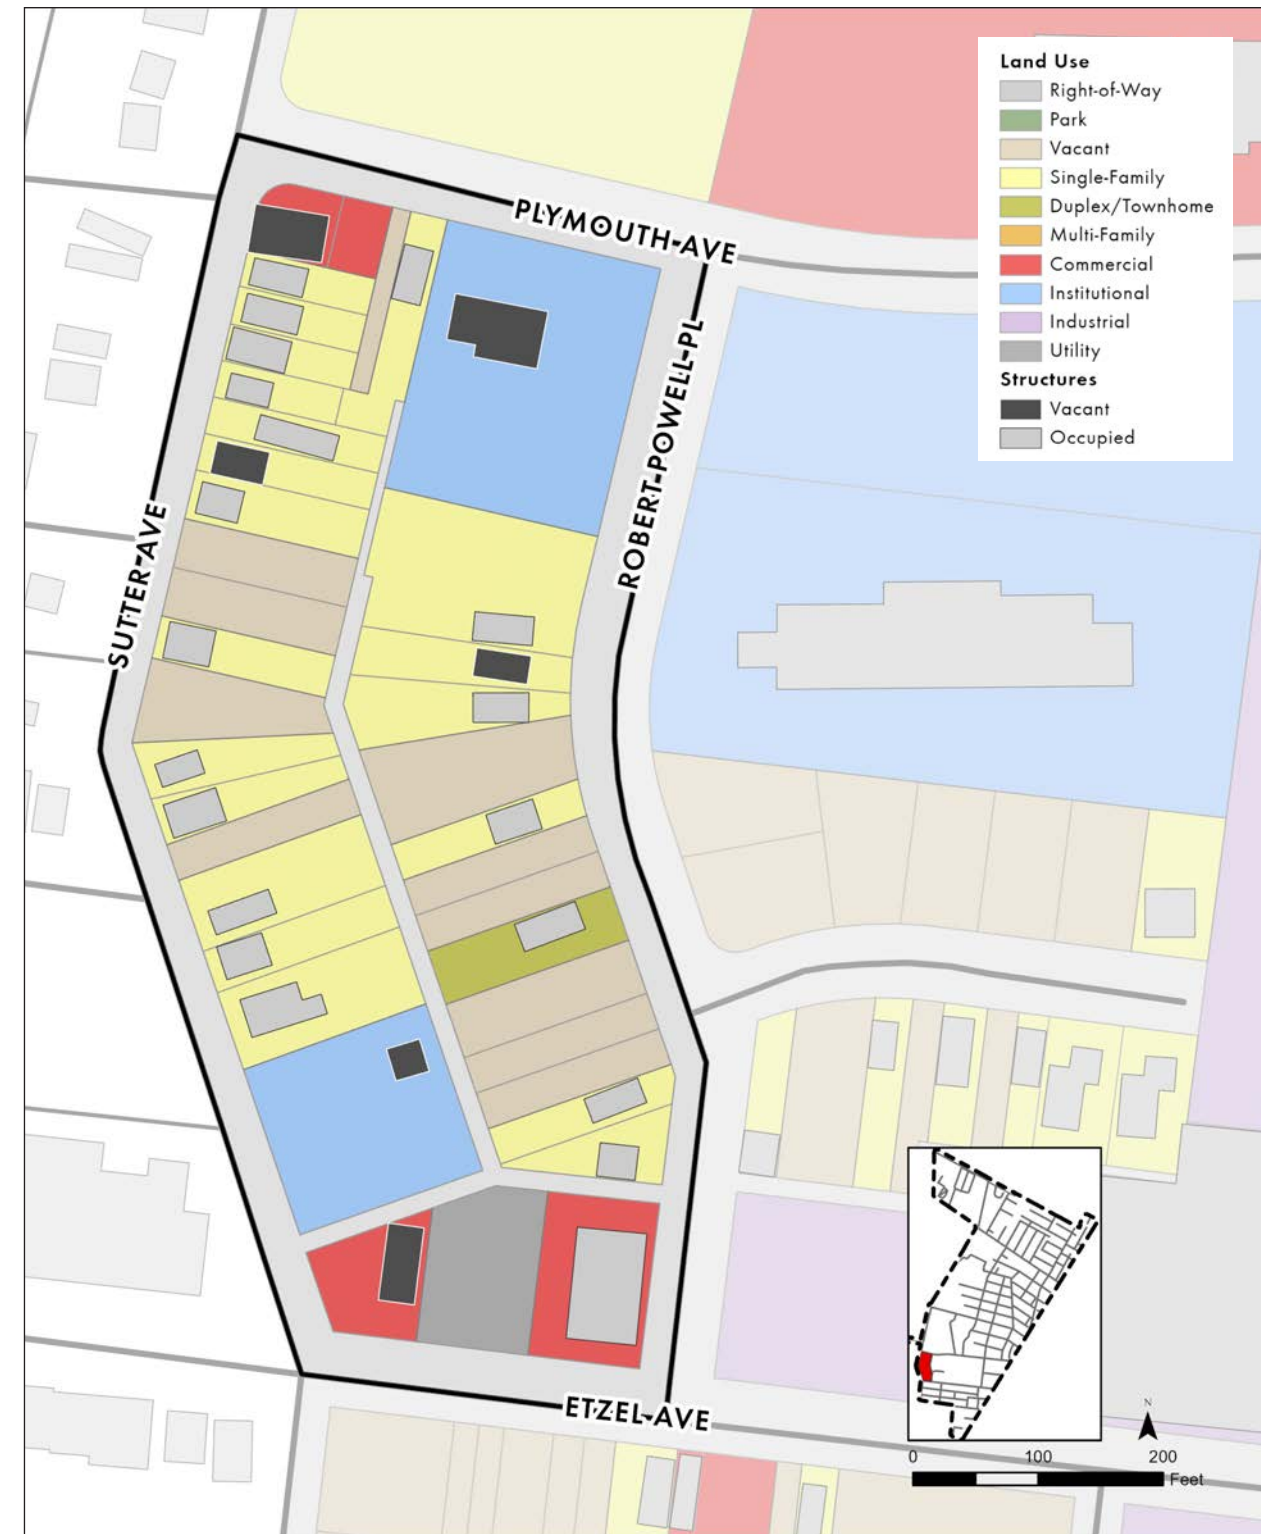 Land Use
Right-of-Way
Park
Vacant
Single-Family
Duplex/Townhome
Multi-Family
Commercial
Institutional
Industrial
Utility
Structures
Vacant
Occupied
PLYMOUTH AVE
ROBERT POWELL PL
SUTTER AVE
ETZEL AVE
N
0 100 200
Feet